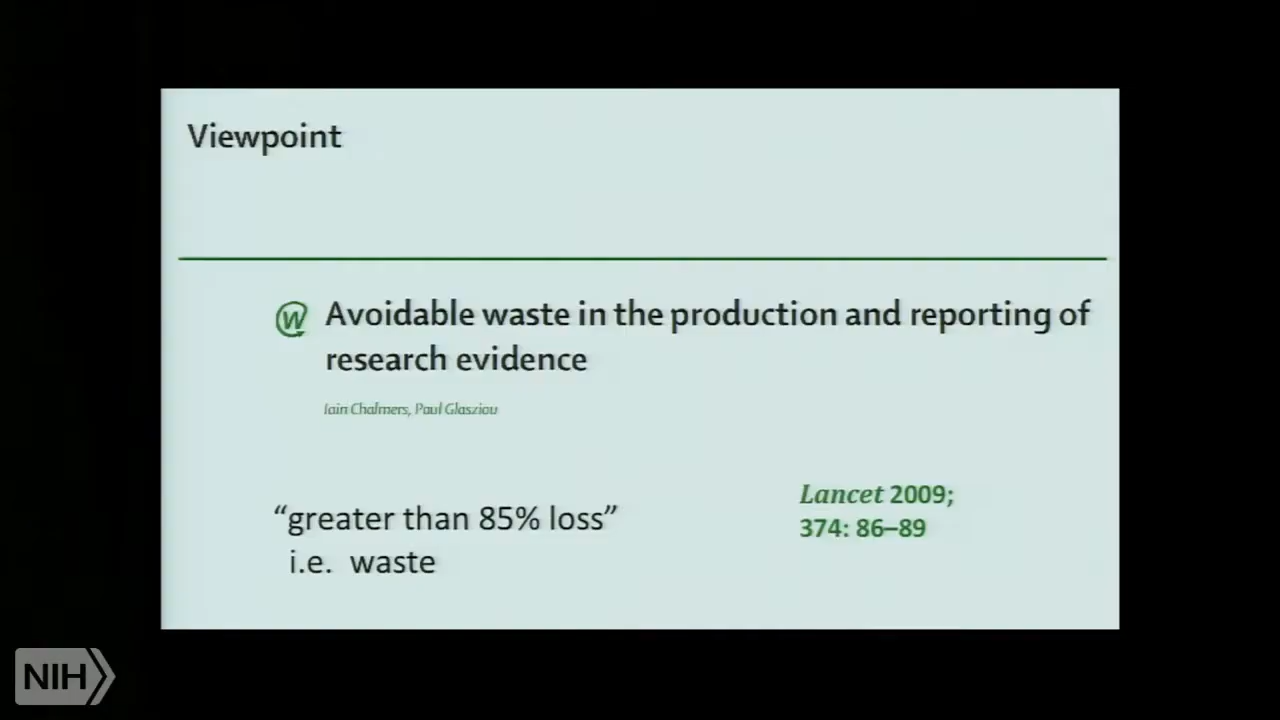 Viewpoint
Avoidable waste in the production and reporting of
research evidence
Iain Chalmers, Paul Glasziou
“greater than 85% loss”
i.e. waste
Lancet 2009;
374: 86–89
NIH